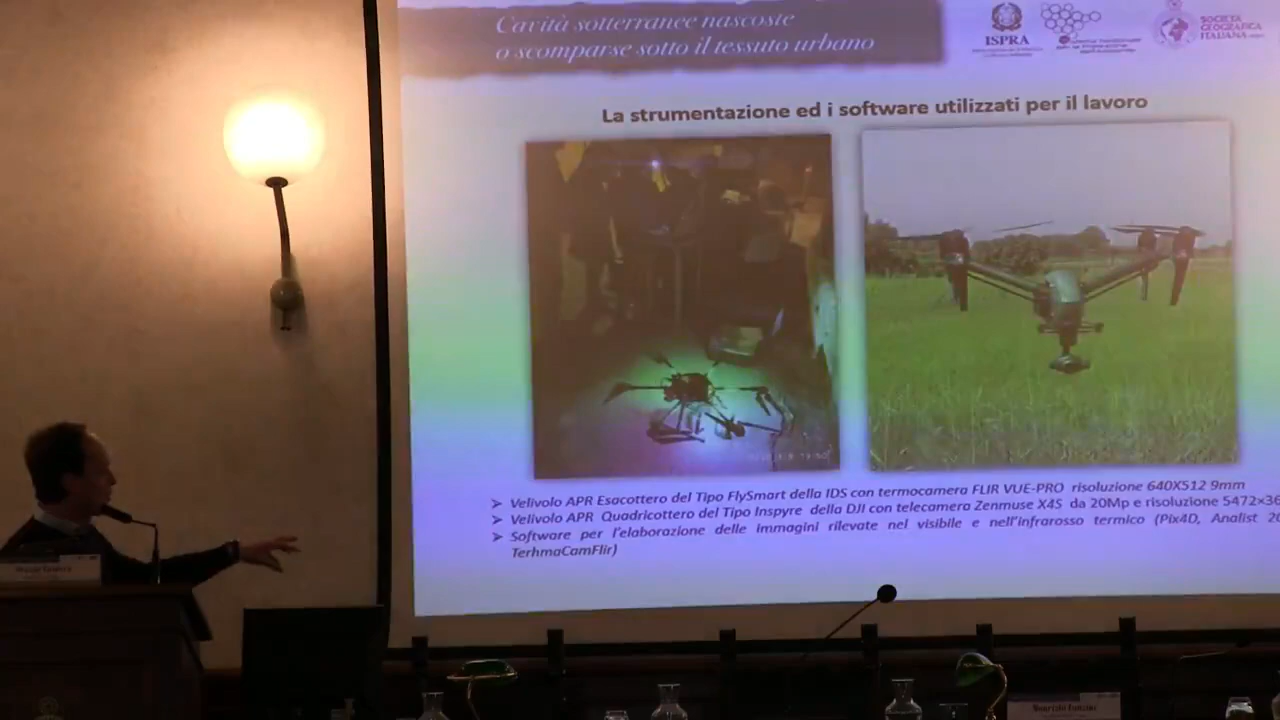 Cavità sotterranee nascoste
o scomparse sotto il tessuto urbano
ISPRA
SOCIETÀ
GEOGRAFICA
ITALIANA
La strumentazione ed i software utilizzati per il lavoro
➢ Velivolo APR Esacottero del Tipo FlySmart della IDS con termocamera FLIR VUE-PRO risoluzione 640X512 9mm
➢ Velivolo APR Quadricottero del Tipo Inspyre della DJI con telecamera Zenmuse X4S da 20Mp e risoluzione 5472×36
➢ Software per l'elaborazione delle immagini rilevate nel visibile e nell'infrarosso termico (Pix4D, Analist 20
TerhmaCamFlir)